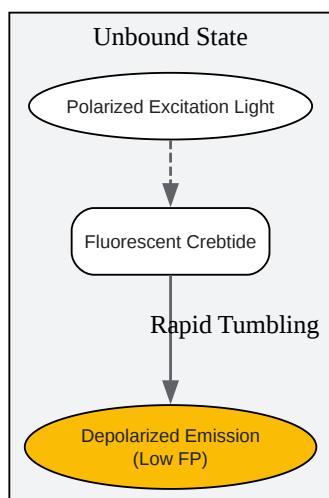 Unbound State
Polarized Excitation Light
Fluorescent Crebtide
Rapid Tumbling
Depolarized Emission
(Low FP)